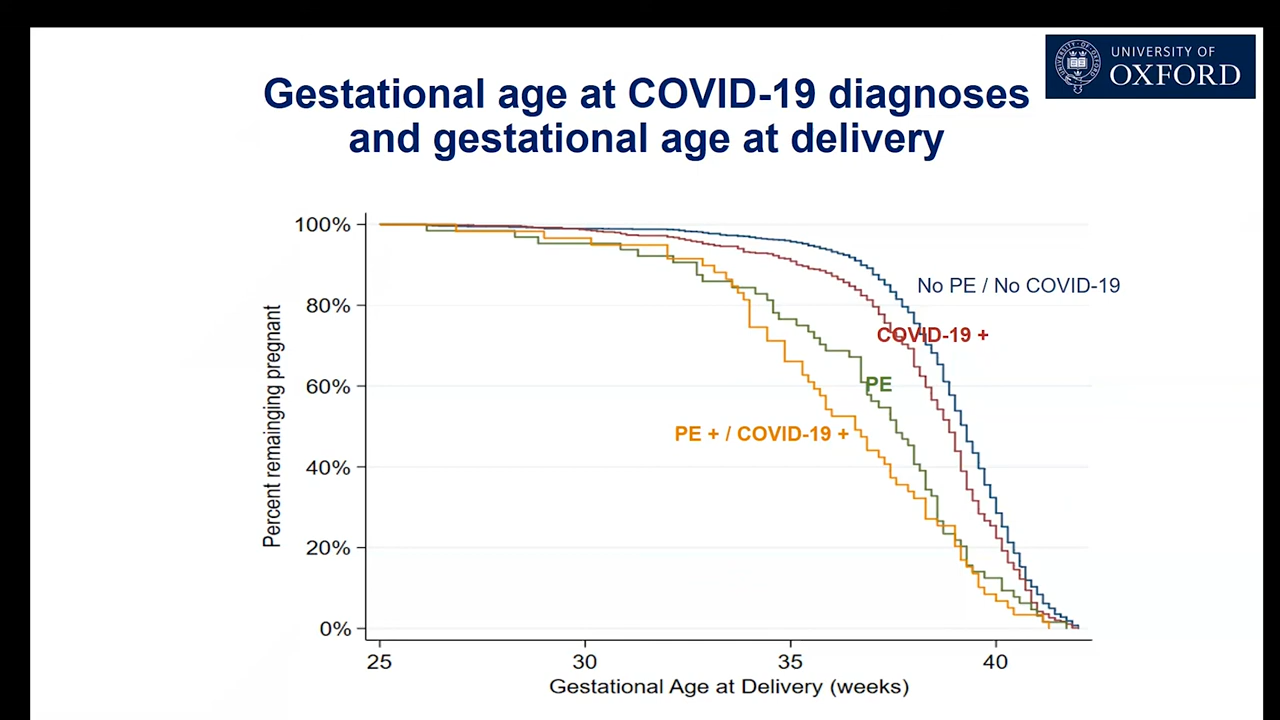 UNIVERSITY OF
OXFORD
Gestational age at COVID-19 diagnoses
and gestational age at delivery
Percent remaining pregnant
100%
80%
60%
40%
20%
0%
No PE / No COVID-19
COVID-19 +
PE
PE + / COVID-19 +
25
30
35
40
Gestational Age at Delivery (weeks)